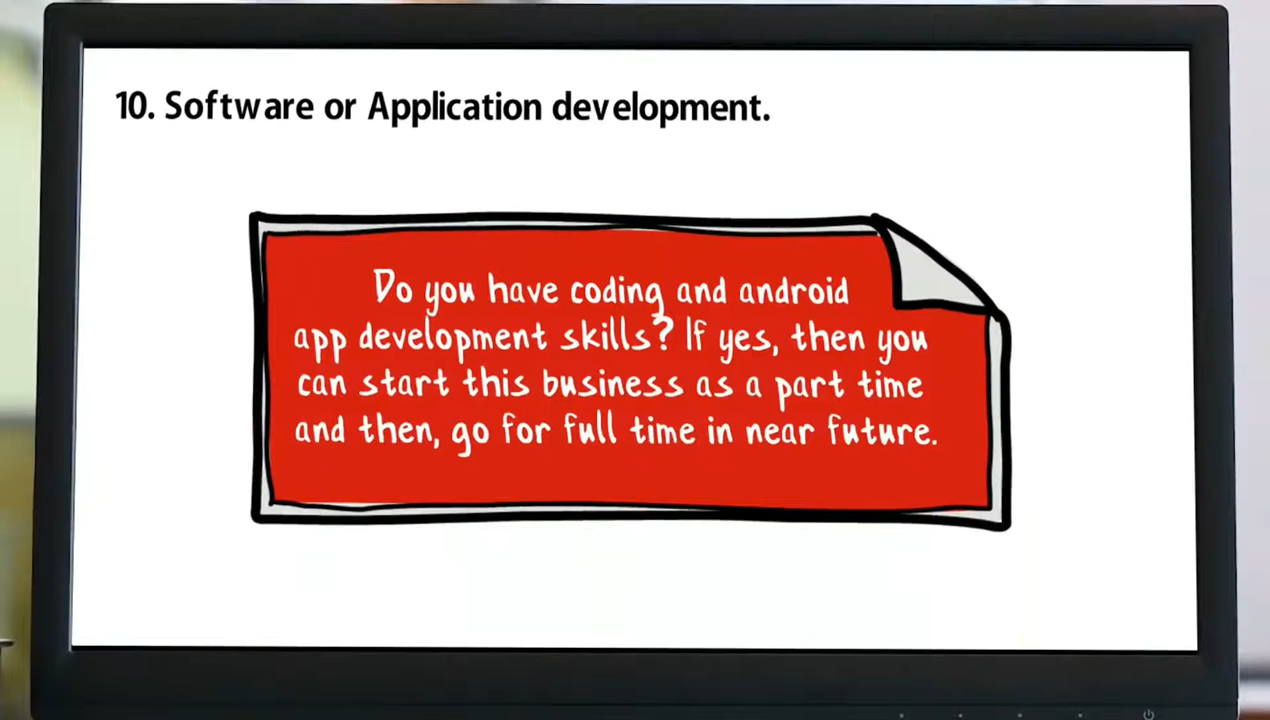 10. Software or Application development.
Do you have coding and android
app development skills? If yes, then you
can start this business as a part time
and then, go for full time in near future.